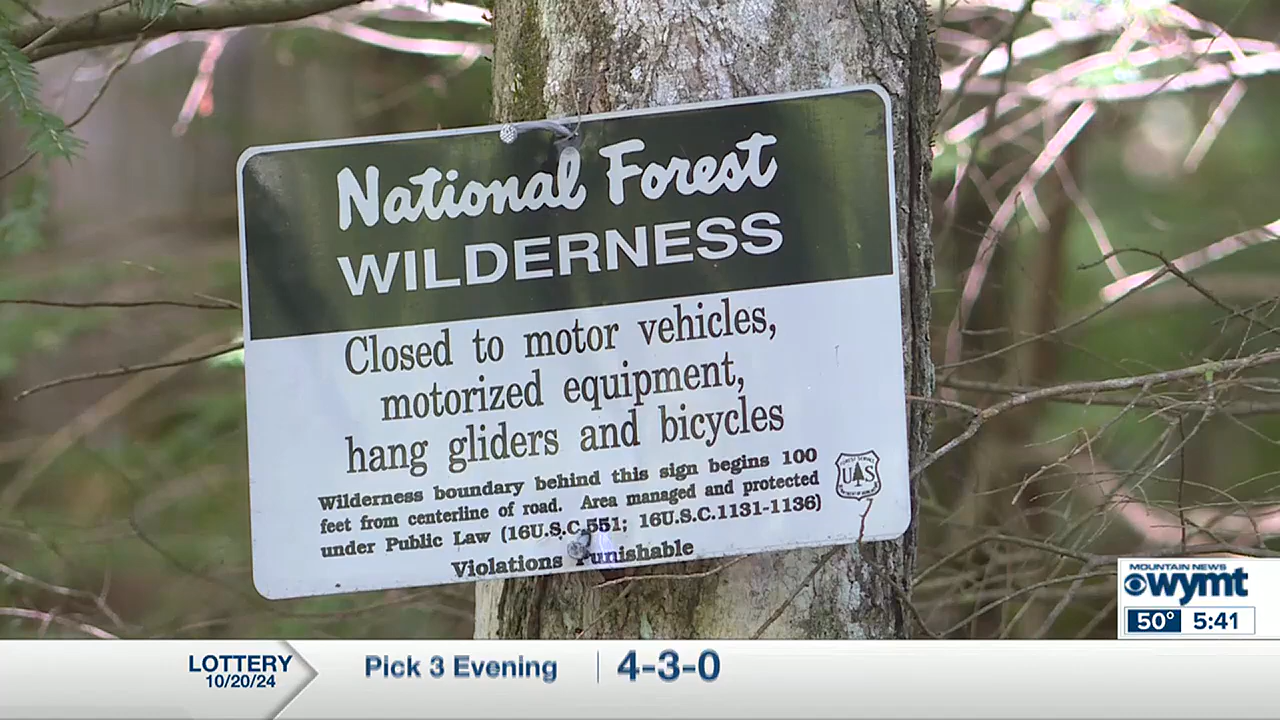 National Forest
WILDERNESS
Closed to motor vehicles,
motorized equipment,
hang gliders and bicycles
Wilderness boundary behind this sign begins 100
feet from centerline of road. Area managed and protected
under Public Law (16U.S.C.551; 16U.S.C.1131-1136)
Violations Punishable
U S
MOUNTAIN NEWS
wymt
50° 5:41
LOTTERY
10/20/24
Pick 3 Evening 4-3-0